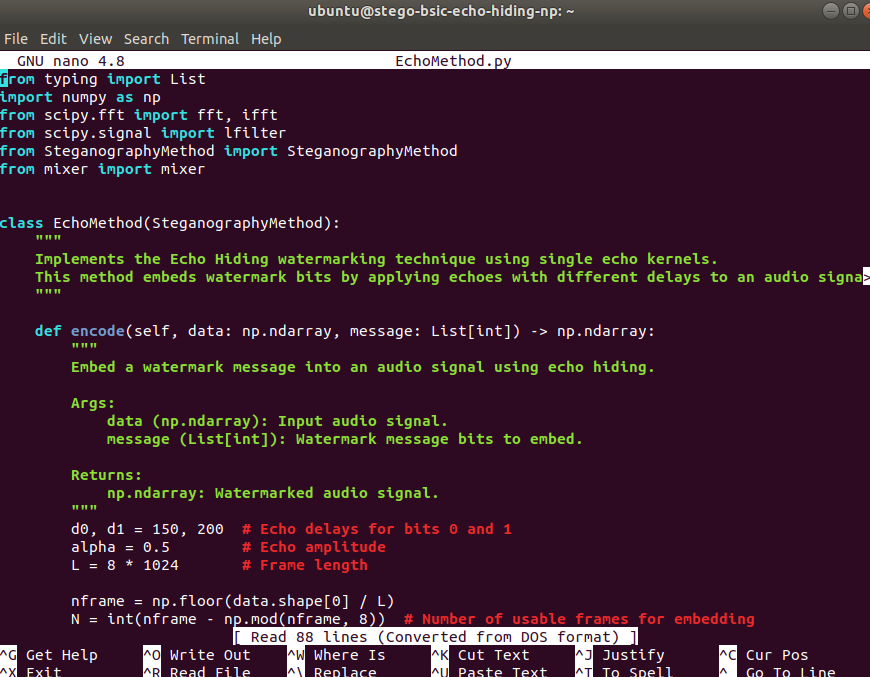 ubuntu@stego-bsic-echo-hiding-np: ~
File Edit View Search Terminal Help
GNU nano 4.8 EchoMethod.py
from typing import List
import numpy as np
from scipy.fft import fft, ifft
from scipy.signal import lfilter
from SteganographyMethod import SteganographyMethod
from mixer import mixer
class EchoMethod(SteganographyMethod):
"""
Implements the Echo Hiding watermarking technique using single echo kernels.
This method embeds watermark bits by applying echoes with different delays to an audio signa>
"""
def encode(self, data: np.ndarray, message: List[int]) -> np.ndarray:
"""
Embed a watermark message into an audio signal using echo hiding.
Args:
data (np.ndarray): Input audio signal.
message (List[int]): Watermark message bits to embed.
Returns:
np.ndarray: Watermarked audio signal.
"""
d0, d1 = 150, 200 # Echo delays for bits 0 and 1
alpha = 0.5 # Echo amplitude
L = 8 * 1024 # Frame length
nframe = np.floor(data.shape[0] / L)
N = int(nframe - np.mod(nframe, 8)) # Number of usable frames for embedding
[ Read 88 lines (Converted from DOS format) ]
^G Get Help ^O Write Out ^W Where Is ^K Cut Text ^J Justify ^C Cur Pos
^X Exit ^R Read File ^\ Replace ^U Paste Text ^T To Spell ^_ Go To Line